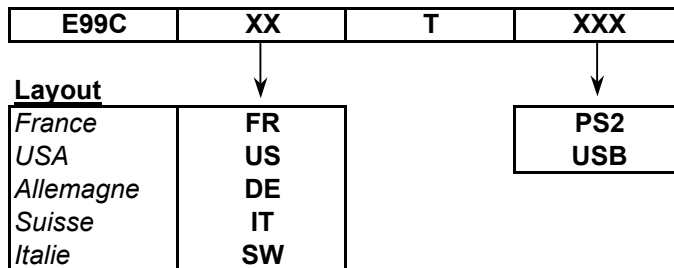 E99C XX T XXX
Layout
France FR PS2
USA US USB
Allemagne DE
Suisse IT
Italie SW